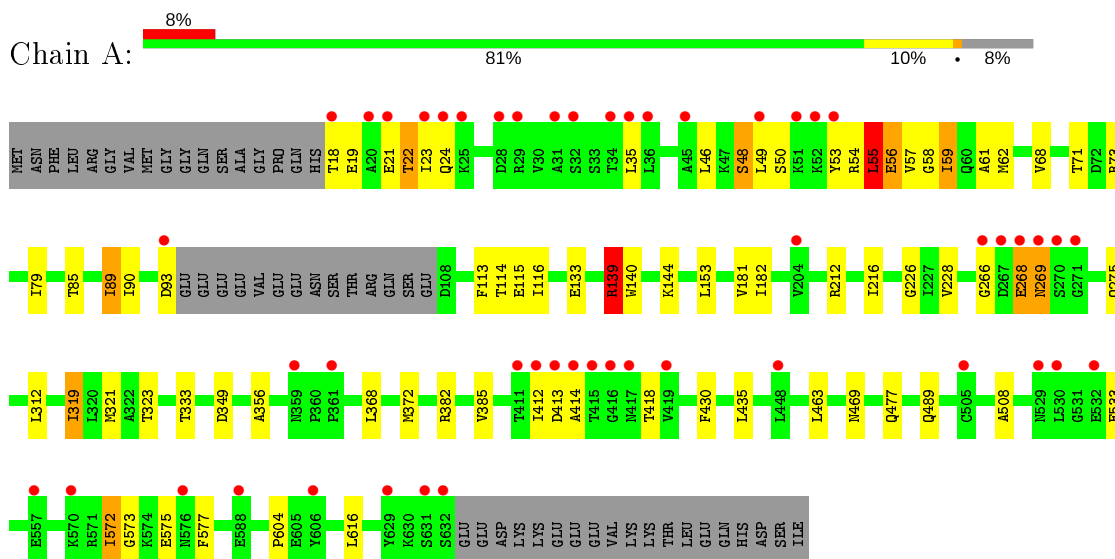 8%
Chain A:
81% 10% • 8%
MET ASN PHE LEU ARG GLY VAL MET GLY GLY GLN SER ALA GLY PRO GLN HIS T18 E19 A20 E21 T22 I23 Q24 K25 D28 R29 V30 A31 S32 S33 T34 L35 L36 A45 L46 K47 S48 L49 S50 K51 K52 Y53 R54 L55 E56 V57 G58 I59 Q60 A61 M62 V68 T71 D72
I79 T85 I89 I90 D93 GLU GLU GLU GLU VAL GLU GLU ASN SER THR ARG GLN SER GLU D108 F113 T114 E115 I116 E133 R139 W140 K144 L153 V181 I182 V204 R212 I216 G226 I227 V228 G266 D267 E268 N269 S270 G271
L312 I319 L320 M321 A322 T323 T333 D349 A356 N359 P360 P361 L368 M372 R382 V385 T411 I412 D413 A414 T415 G416 N417 T418 V419 F430 L435 L448 L463 N469 Q477 Q489 C505 A508 N529 L530 G531 E532
E557 K570 R571 I572 G573 K574 E575 N576 F577 E588 P604 E605 Y606 L616 Y629 K630 S631 S632 GLU GLU ASP LYS LYS GLU GLU GLU VAL LYS LYS THR LEU GLU GLN HIS ASP SER ILE